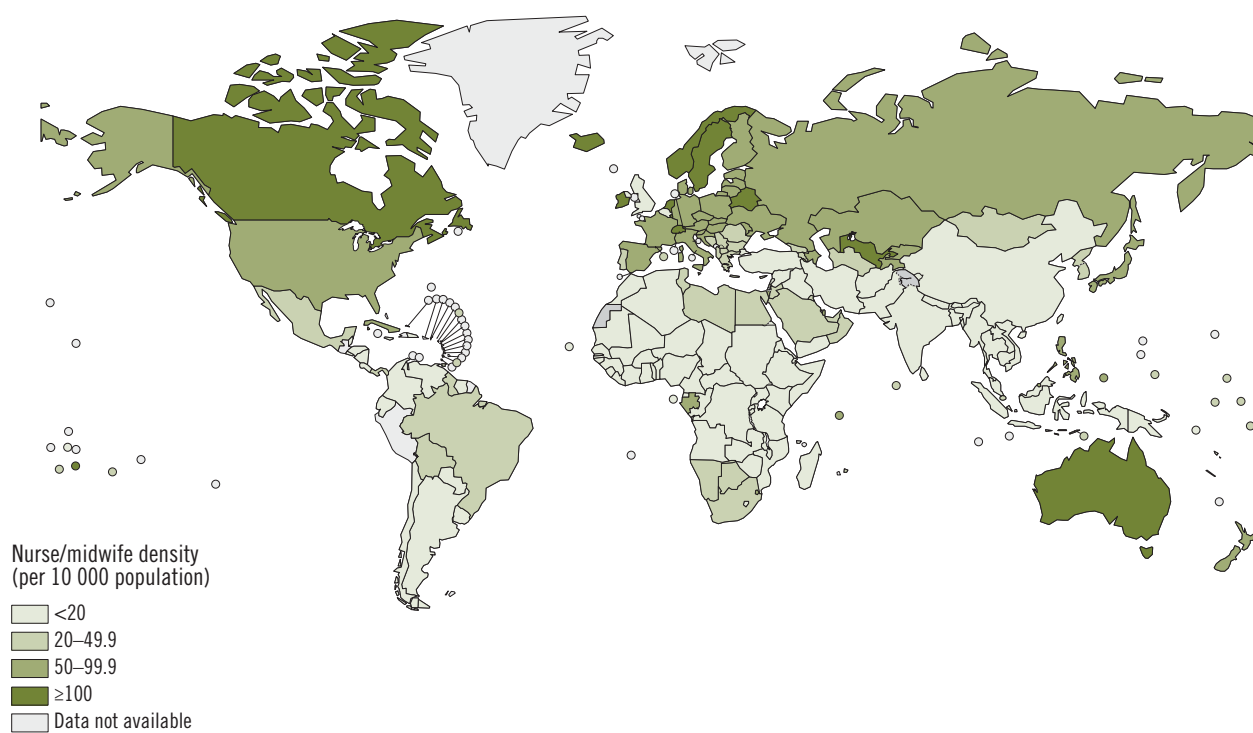 Nurse/midwife density
(per 10 000 population)
<20
20–49.9
50–99.9
≥100
Data not available